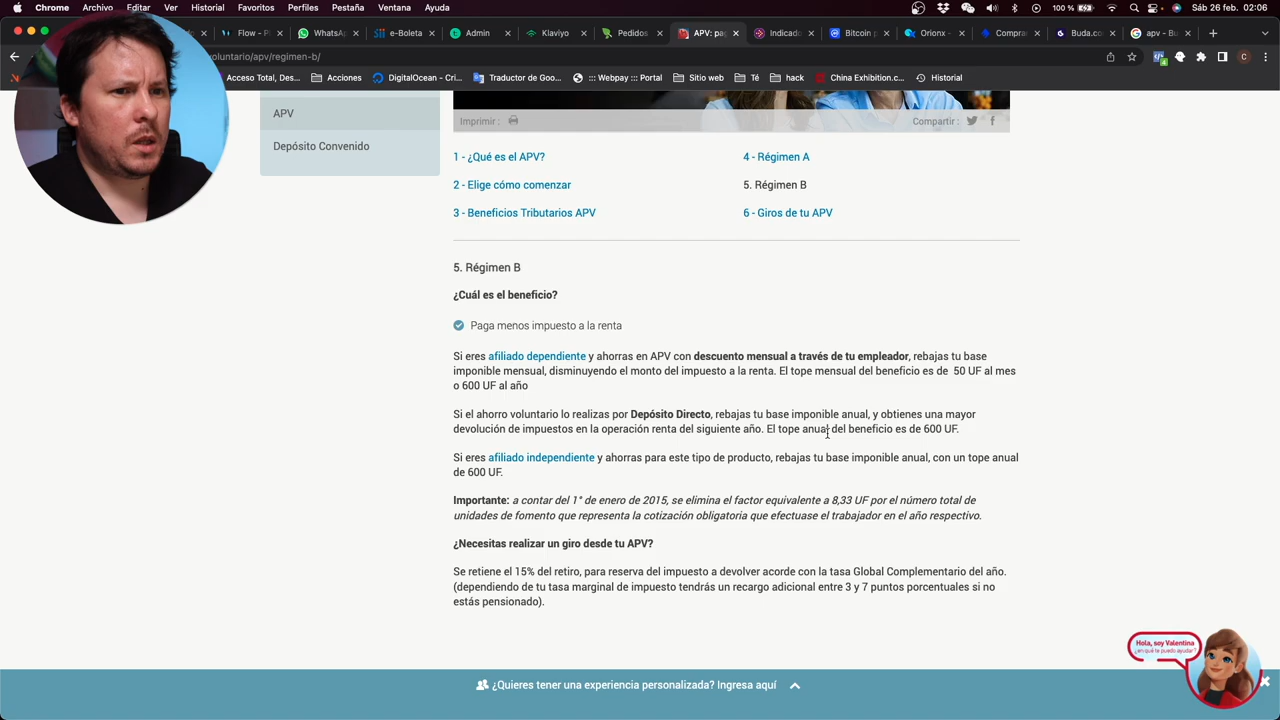 Chrome Archivo Editar Ver Historial Favoritos Perfiles Pestaña Ventana Ayuda 100 % Sáb 26 feb. 02:06
Flow - Pl WhatsA e-Boleta Admin Klaviyo Pedidos APV: pag Indicado Bitcoin p Orionx - Compra Buda.co apv - Bu
voluntario/apv/regimen-b/
Acceso Total, Des... Acciones DigitalOcean - Cri... Traductor de Goo... ::: Webpay ::: Portal Sitio web Té hack China Exhibition.c... Historial
APV
Depósito Convenido
Imprimir :
Compartir :
1 - ¿Qué es el APV?
2 - Elige cómo comenzar
3 - Beneficios Tributarios APV
4 - Régimen A
5. Régimen B
6 - Giros de tu APV
5. Régimen B
¿Cuál es el beneficio?
Paga menos impuesto a la renta
Si eres afiliado dependiente y ahorras en APV con descuento mensual a través de tu empleador, rebajas tu base
imponible mensual, disminuyendo el monto del impuesto a la renta. El tope mensual del beneficio es de 50 UF al mes
o 600 UF al año
Si el ahorro voluntario lo realizas por Depósito Directo, rebajas tu base imponible anual, y obtienes una mayor
devolución de impuestos en la operación renta del siguiente año. El tope anual del beneficio es de 600 UF.
Si eres afiliado independiente y ahorras para este tipo de producto, rebajas tu base imponible anual, con un tope anual
de 600 UF.
Importante: a contar del 1° de enero de 2015, se elimina el factor equivalente a 8,33 UF por el número total de
unidades de fomento que representa la cotización obligatoria que efectuase el trabajador en el año respectivo.
¿Necesitas realizar un giro desde tu APV?
Se retiene el 15% del retiro, para reserva del impuesto a devolver acorde con la tasa Global Complementario del año.
(dependiendo de tu tasa marginal de impuesto tendrás un recargo adicional entre 3 y 7 puntos porcentuales si no
estás pensionado).
Hola, soy Valentina
¿en qué te puedo ayudar?
¿Quieres tener una experiencia personalizada? Ingresa aquí